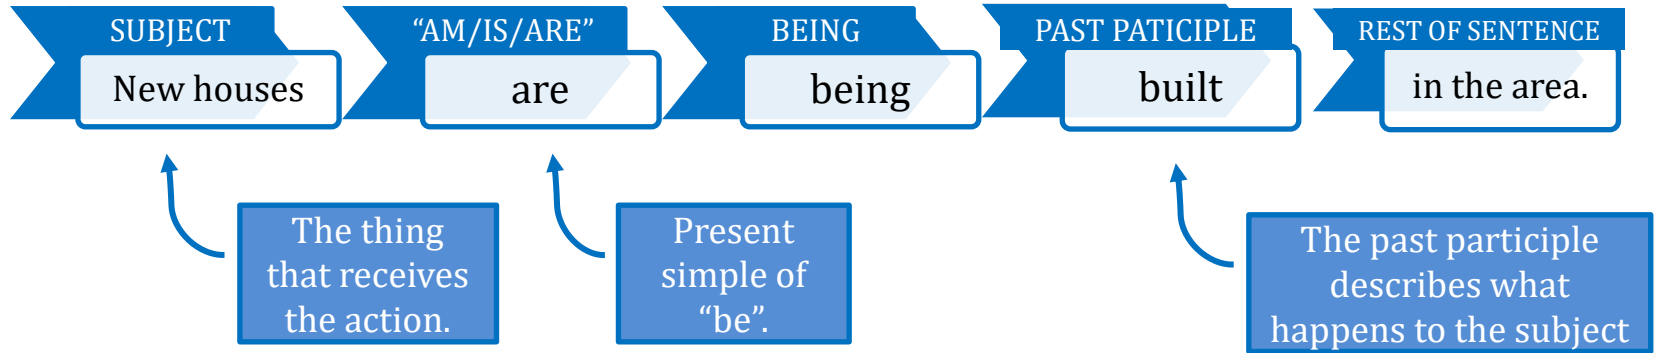 SUBJECT “AM/IS/ARE” BEING PAST PATICIPLE REST OF SENTENCE
New houses are being built in the area.
The thing
that receives
the action.
Present
simple of
“be”.
The past participle
describes what
happens to the subject